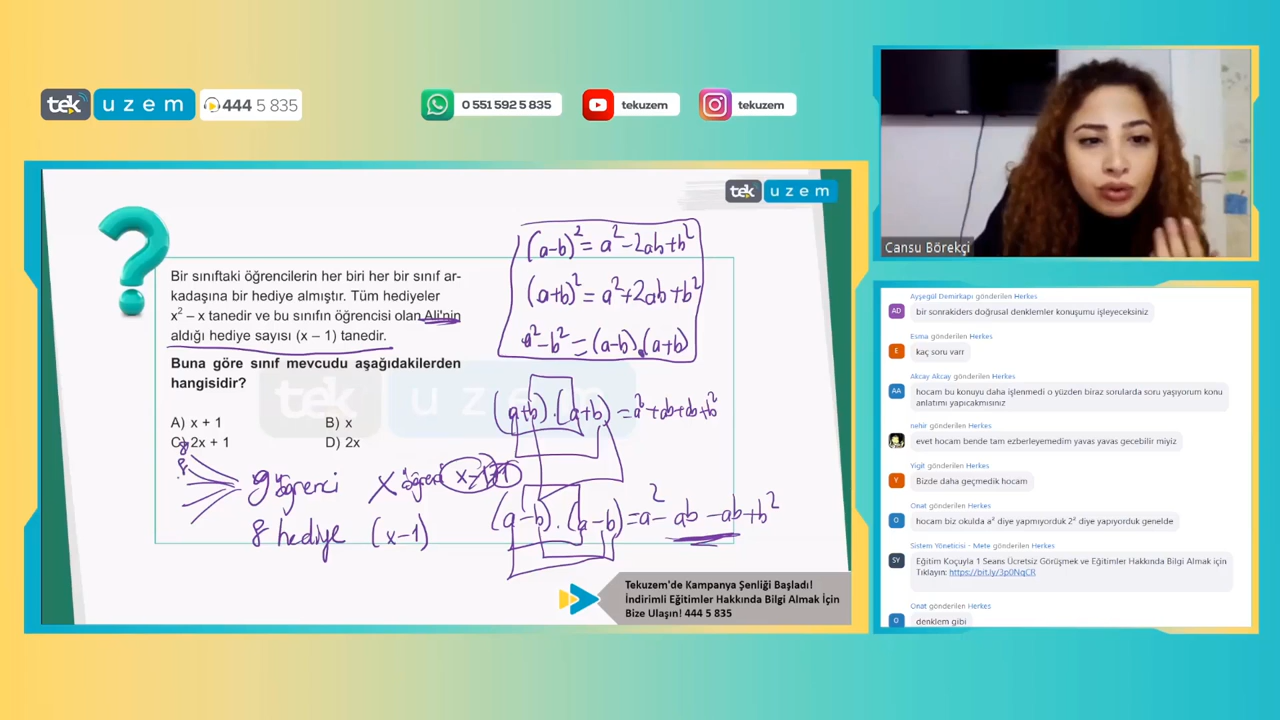 tek uzem 444 5 835
0 551 592 5 835
tekuzem
tekuzem
tek uzem
Bir sınıftaki öğrencilerin her biri her bir sınıf ar-
kadaşına bir hediye almıştır. Tüm hediyeler
x² – x tanedir ve bu sınıfın öğrencisi olan Ali'nin
aldığı hediye sayısı (x – 1) tanedir.
Buna göre sınıf mevcudu aşağıdakilerden
hangisidir?
A) x + 1 B) x
C) 2x + 1 D) 2x
9 öğrenci x öğrenci
8 hediye (x-1)
(a-b)² = a² - 2ab + b²
(a+b)² = a² + 2ab + b²
a² - b² = (a-b).(a+b)
(a+b).(a+b) = a² + ab + ab + b²
(a-b).(a-b) = a² - ab - ab + b²
tek uzem
Tekuzem'de Kampanya Şenliği Başladı!
İndirimli Eğitimler Hakkında Bilgi Almak İçin
Bize Ulaşın! 444 5 835
Cansu Börekçi
Ayşegül Demirkapı gönderilen Herkes
AD
bir sonrakiders doğrusal denklemler konuşumu işleyeceksiniz
Esma gönderilen Herkes
E
kaç soru varr
Akcay Akcay gönderilen Herkes
AA
hocam bu konuyu daha işlenmedi o yüzden biraz sorularda soru yaşıyorum konu
anlatımı yapıcakmısınız
nehir gönderilen Herkes
evet hocam bende tam ezberleyemedim yavas yavas gecebilir miyiz
Yigit gönderilen Herkes
Y
Bizde daha geçmedik hocam
Onat gönderilen Herkes
O
hocam biz okulda a² diye yapmıyorduk 2² diye yapıyorduk genelde
Sistem Yöneticisi - Mete gönderilen Herkes
SY
Eğitim Koçuyla 1 Seans Ücretsiz Görüşmek ve Eğitimler Hakkında Bilgi Almak için
Tıklayın: https://bit.ly/3p0NqCR
Onat gönderilen Herkes
O
denklem gibi